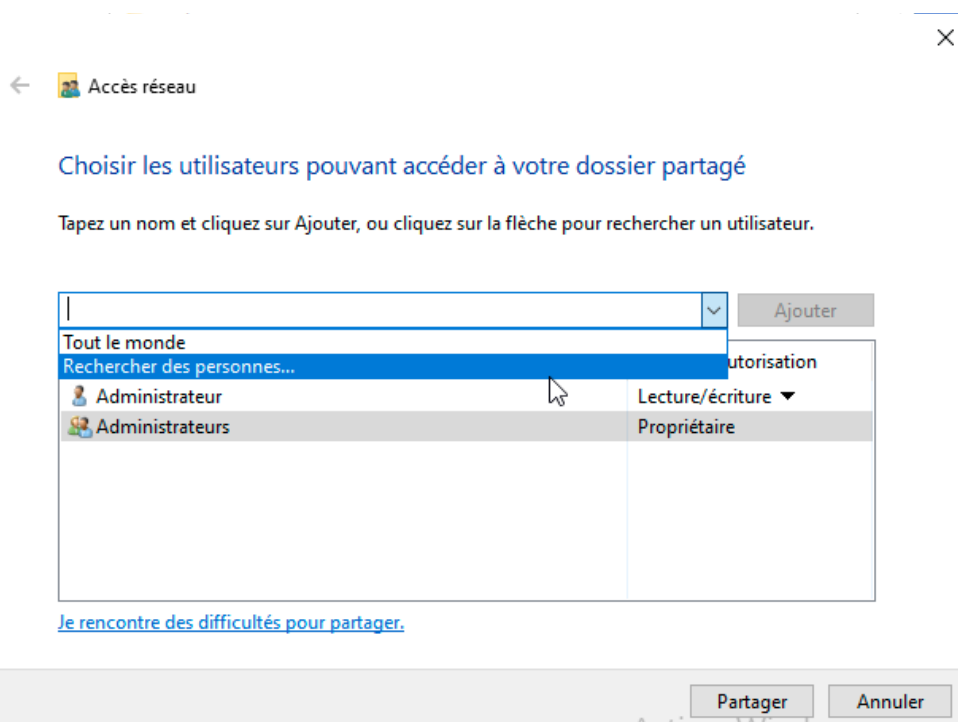 Accès réseau
Choisir les utilisateurs pouvant accéder à votre dossier partagé
Tapez un nom et cliquez sur Ajouter, ou cliquez sur la flèche pour rechercher un utilisateur.
Ajouter
Tout le monde
Rechercher des personnes...
utorisation
Administrateur Lecture/écriture
Administrateurs Propriétaire
Je rencontre des difficultés pour partager.
Partager Annuler